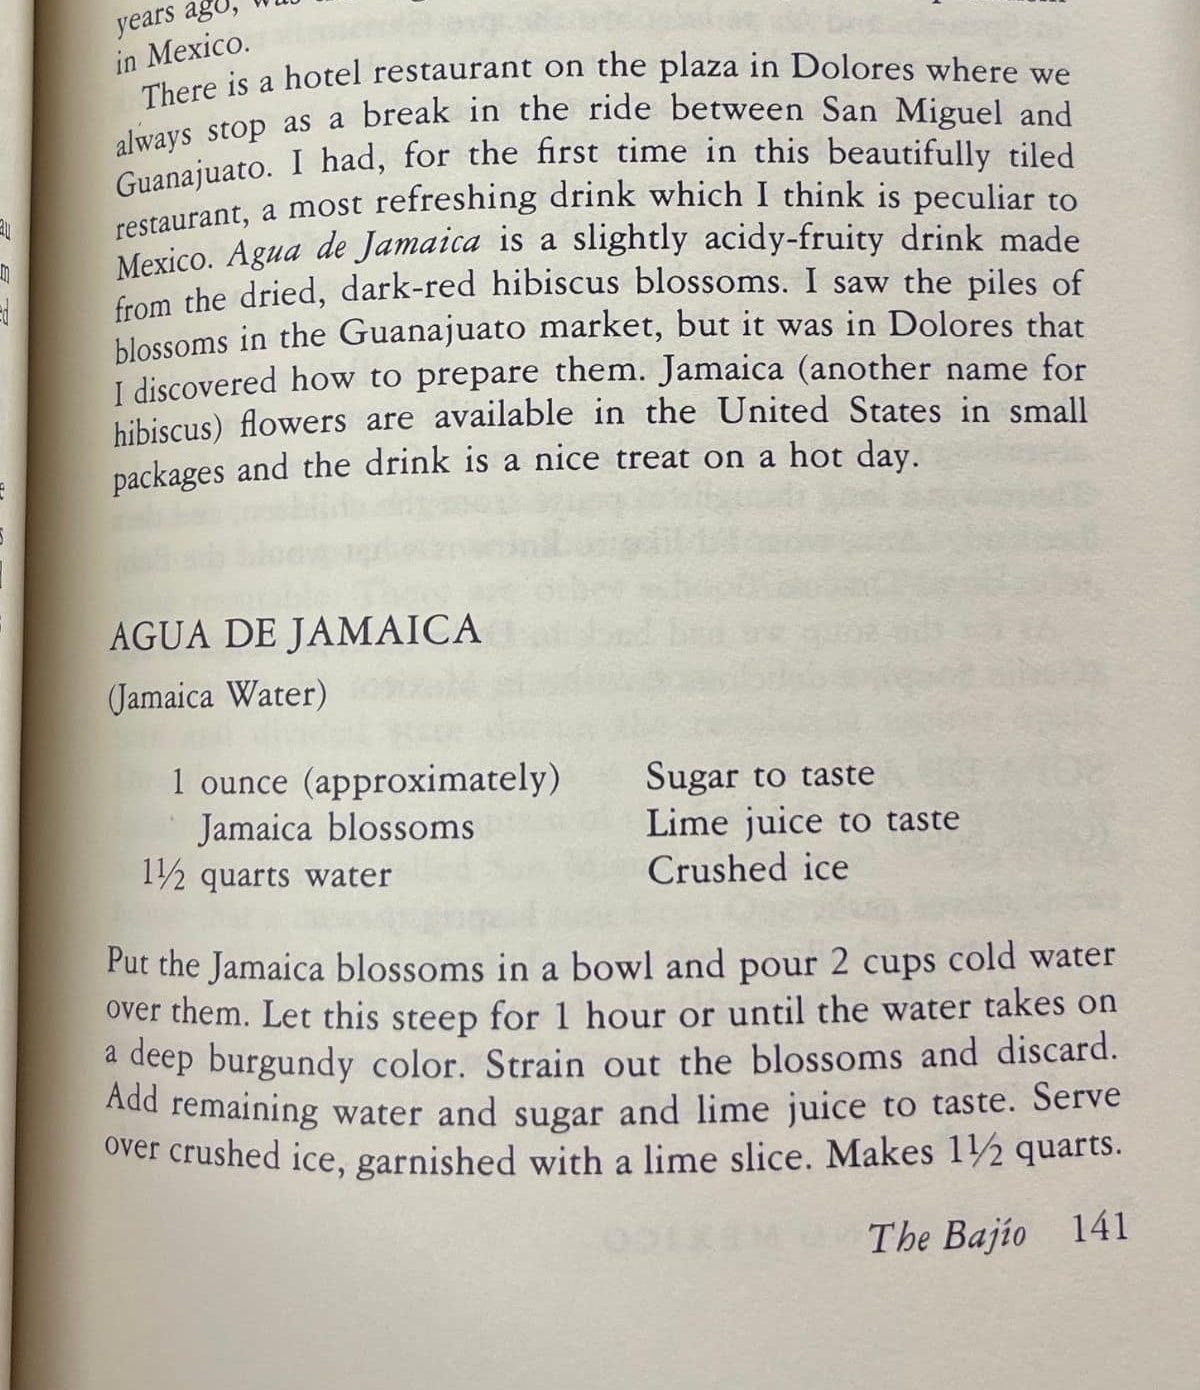 years ago,
in Mexico.
There is a hotel restaurant on the plaza in Dolores where we
always stop as a break in the ride between San Miguel and
Guanajuato. I had, for the first time in this beautifully tiled
restaurant, a most refreshing drink which I think is peculiar to
Mexico. Agua de Jamaica is a slightly acidy-fruity drink made
from the dried, dark-red hibiscus blossoms. I saw the piles of
blossoms in the Guanajuato market, but it was in Dolores that
I discovered how to prepare them. Jamaica (another name for
hibiscus) flowers are available in the United States in small
packages and the drink is a nice treat on a hot day.
AGUA DE JAMAICA
(Jamaica Water)
1 ounce (approximately)
Jamaica blossoms
1½ quarts water
Sugar to taste
Lime juice to taste
Crushed ice
Put the Jamaica blossoms in a bowl and pour 2 cups cold water
over them. Let this steep for 1 hour or until the water takes on
a deep burgundy color. Strain out the blossoms and discard.
Add remaining water and sugar and lime juice to taste. Serve
over crushed ice, garnished with a lime slice. Makes 1½ quarts.
The Bajío 141